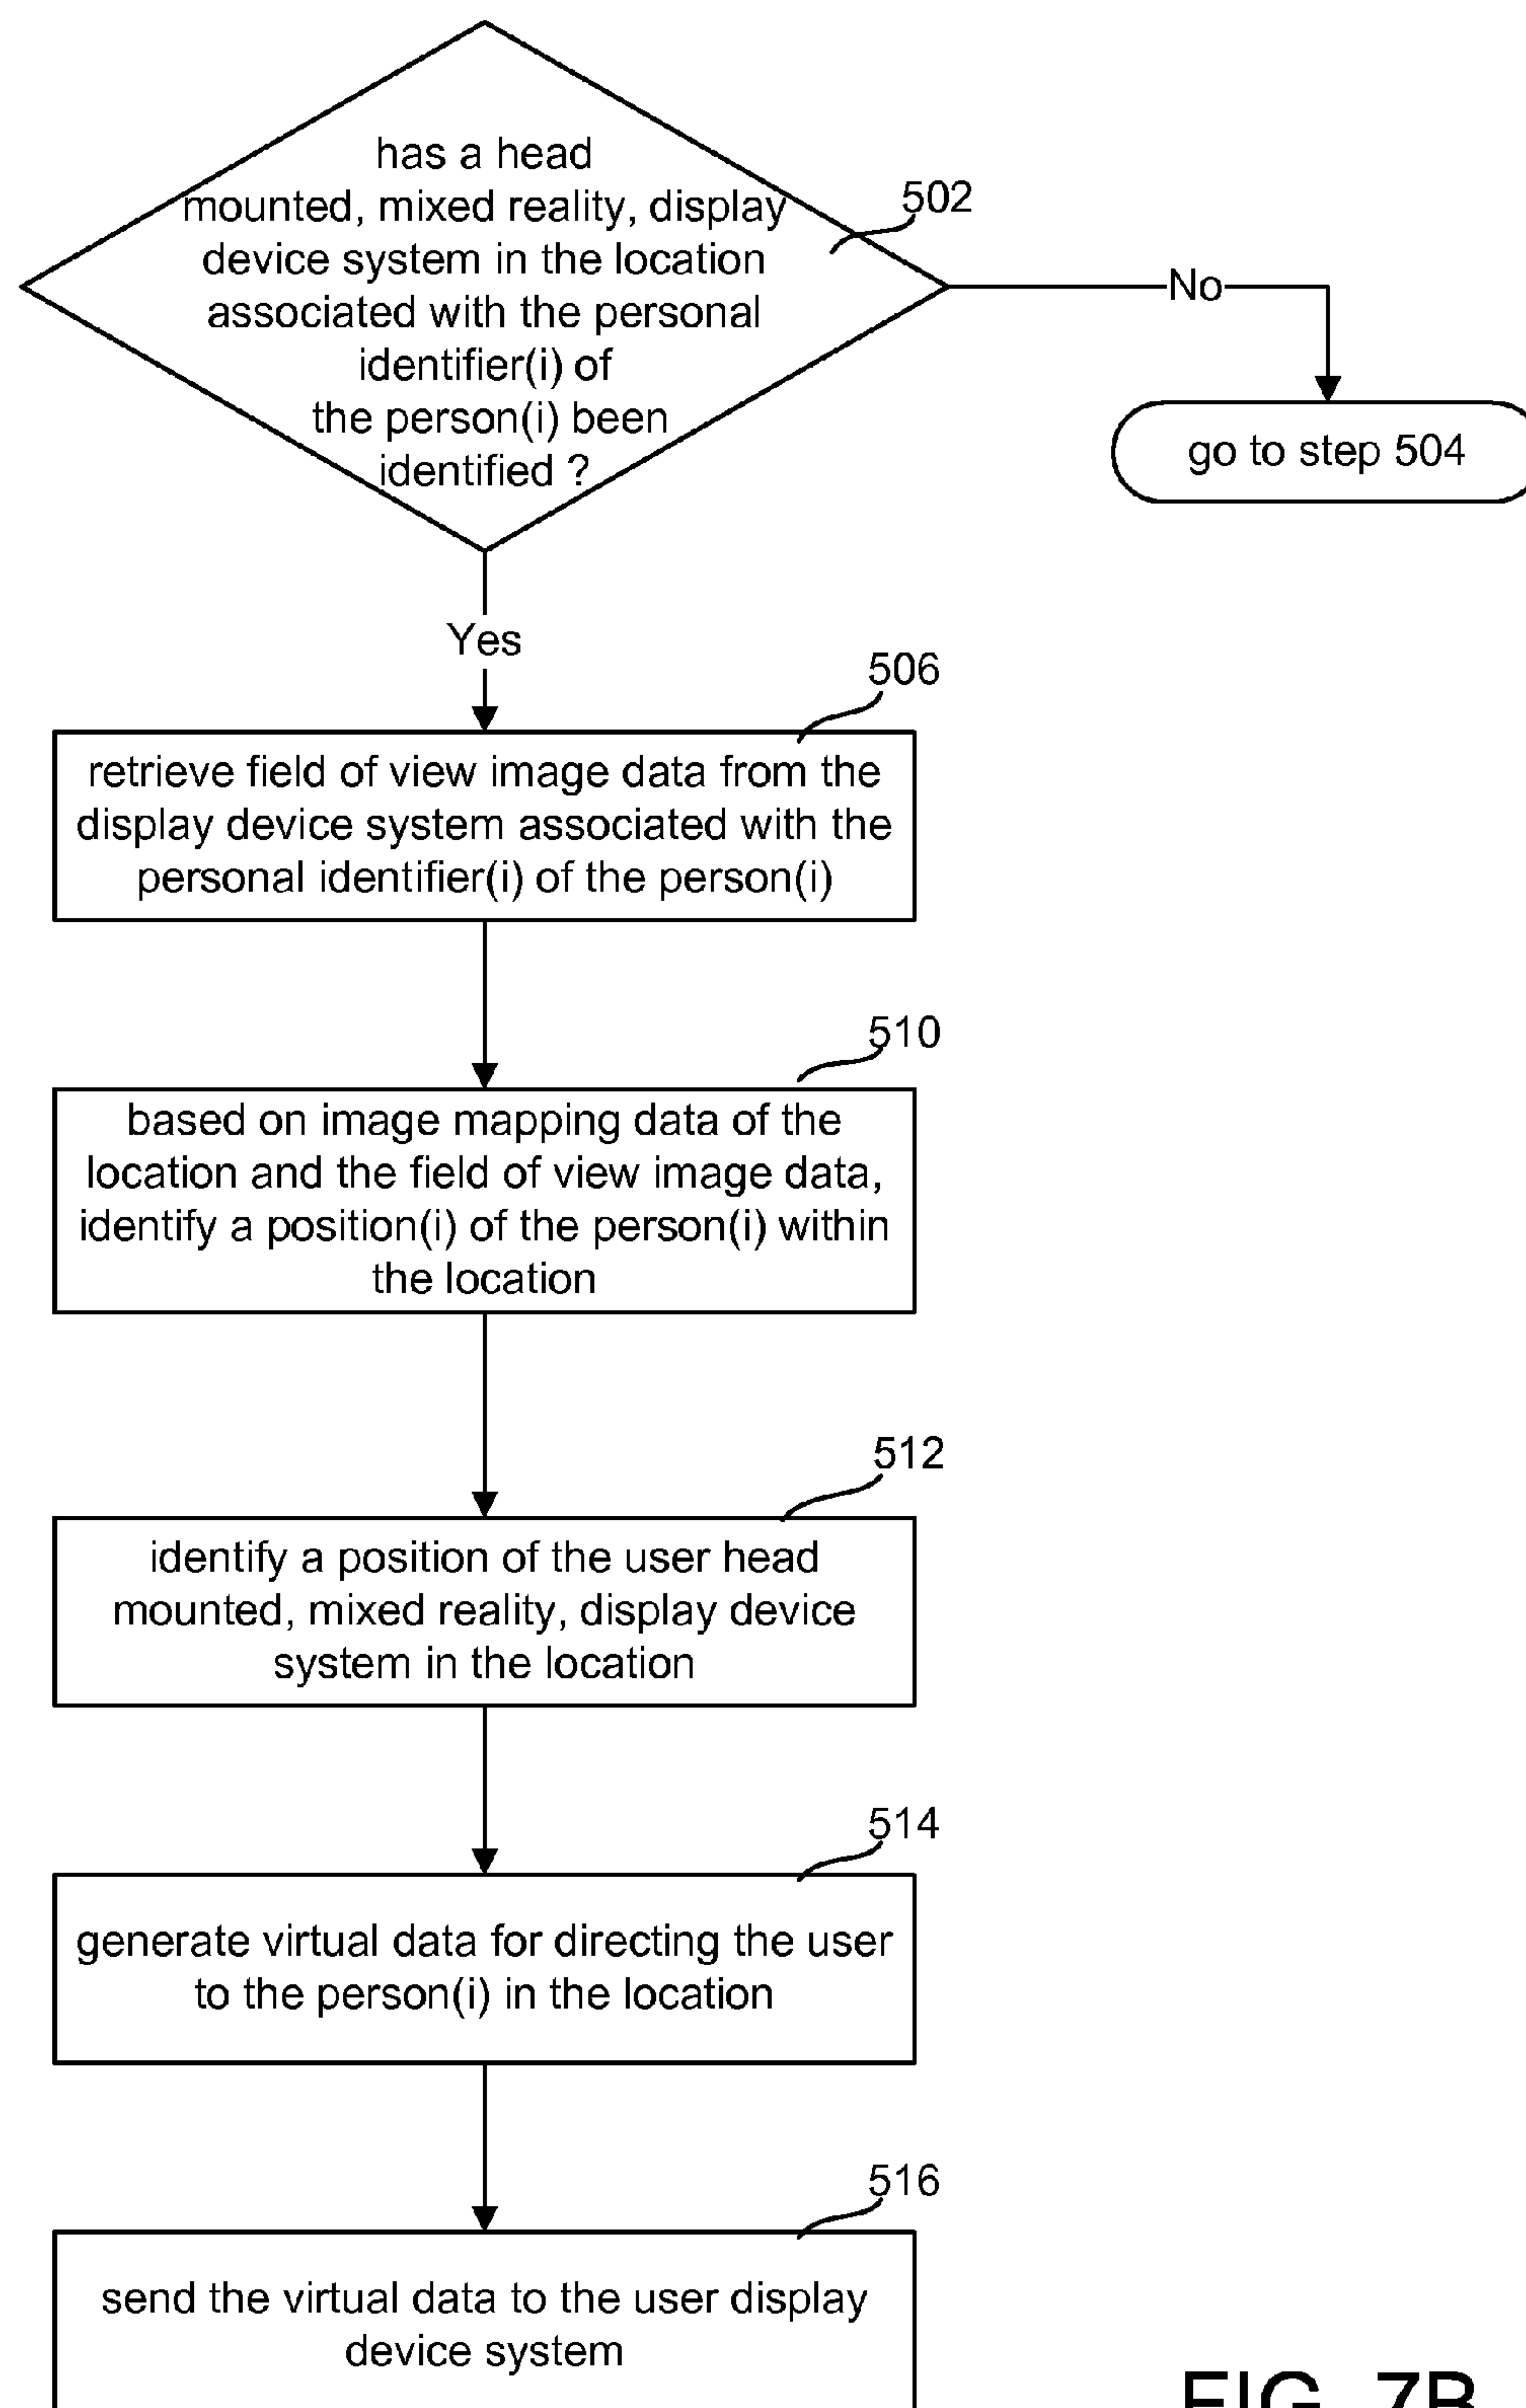 has a head
mounted, mixed reality, display
device system in the location
associated with the personal
identifier(i) of
the person(i) been
identified ?
502
No
go to step 504
Yes
506
retrieve field of view image data from the
display device system associated with the
personal identifier(i) of the person(i)
510
based on image mapping data of the
location and the field of view image data,
identify a position(i) of the person(i) within
the location
512
identify a position of the user head
mounted, mixed reality, display device
system in the location
514
generate virtual data for directing the user
to the person(i) in the location
516
send the virtual data to the user display
device system
FIG. 7B